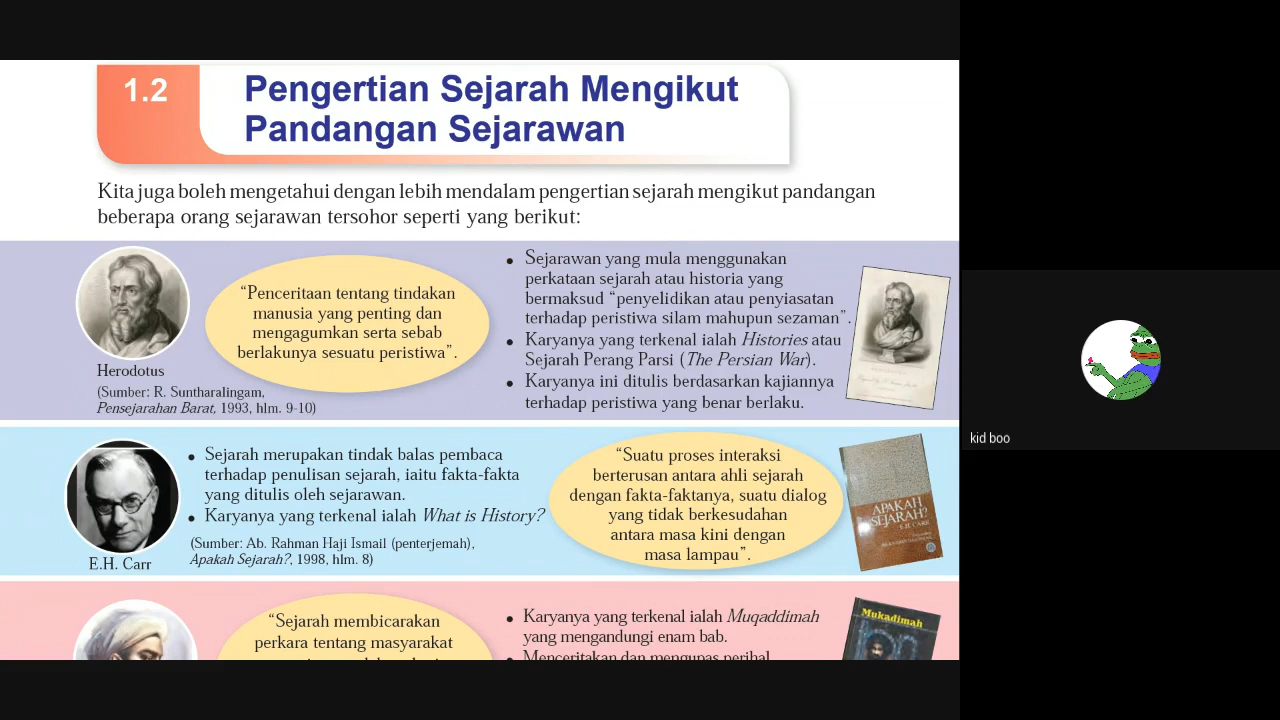 1.2
Pengertian Sejarah Mengikut
Pandangan Sejarawan
Kita juga boleh mengetahui dengan lebih mendalam pengertian sejarah mengikut pandangan
beberapa orang sejarawan tersohor seperti yang berikut:
Herodotus
(Sumber: R. Suntharalingam,
Pensejarahan Barat, 1993, hlm. 9-10)
“Penceritaan tentang tindakan
manusia yang penting dan
mengagumkan serta sebab
berlakunya sesuatu peristiwa”.
• Sejarawan yang mula menggunakan
perkataan sejarah atau historia yang
bermaksud “penyelidikan atau penyiasatan
terhadap peristiwa silam mahupun sezaman”.
• Karyanya yang terkenal ialah Histories atau
Sejarah Perang Parsi (The Persian War).
• Karyanya ini ditulis berdasarkan kajiannya
terhadap peristiwa yang benar berlaku.
E.H. Carr
• Sejarah merupakan tindak balas pembaca
terhadap penulisan sejarah, iaitu fakta-fakta
yang ditulis oleh sejarawan.
• Karyanya yang terkenal ialah What is History?
(Sumber: Ab. Rahman Haji Ismail (penterjemah),
Apakah Sejarah?, 1998, hlm. 8)
“Suatu proses interaksi
berterusan antara ahli sejarah
dengan fakta-faktanya, suatu dialog
yang tidak berkesudahan
antara masa kini dengan
masa lampau”.
APAKAH
SEJARAH?
E.H. CARR
“Sejarah membicarakan
perkara tentang masyarakat
• Karyanya yang terkenal ialah Muqaddimah
yang mengandungi enam bab.
• Menceritakan dan mengupas perihal
Mukadimah
kid boo